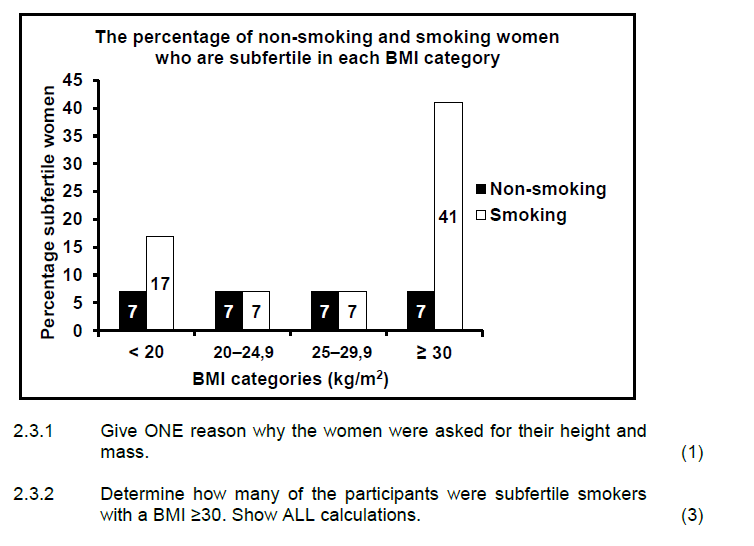 The percentage of non-smoking and smoking women
who are subfertile in each BMI category
Percentage subfertile women
45
40
35
30
25
20
15
10
5
0
7
17
7
7
7
7
7
41
Non-smoking
Smoking
< 20
20–24,9
25–29,9
≥ 30
BMI categories (kg/m²)
2.3.1 Give ONE reason why the women were asked for their height and
mass. (1)
2.3.2 Determine how many of the participants were subfertile smokers
with a BMI ≥30. Show ALL calculations. (3)